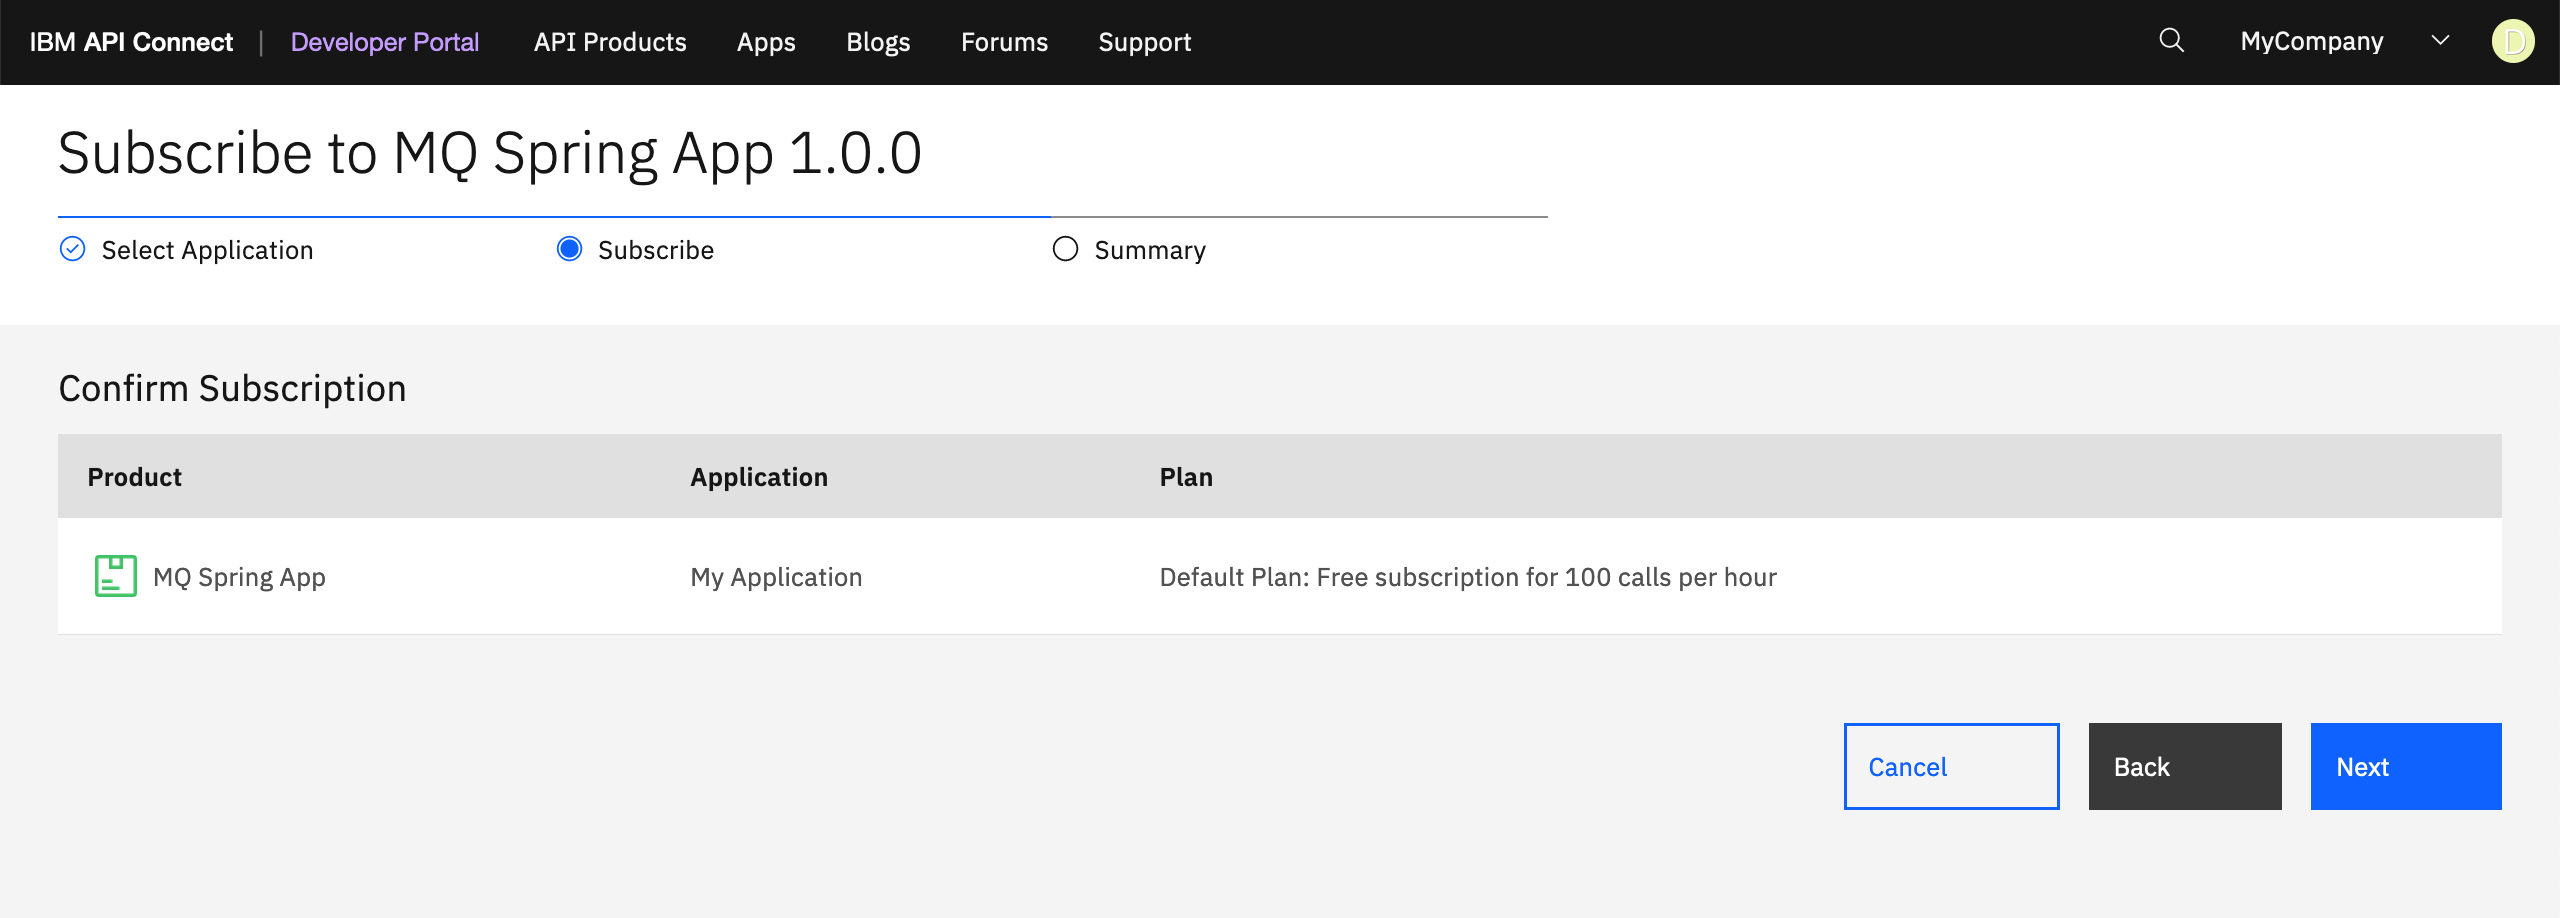 IBM API Connect | Developer Portal API Products Apps Blogs Forums Support MyCompany D
Subscribe to MQ Spring App 1.0.0
Select Application Subscribe Summary
Confirm Subscription
Product Application Plan
MQ Spring App My Application Default Plan: Free subscription for 100 calls per hour
Cancel Back Next